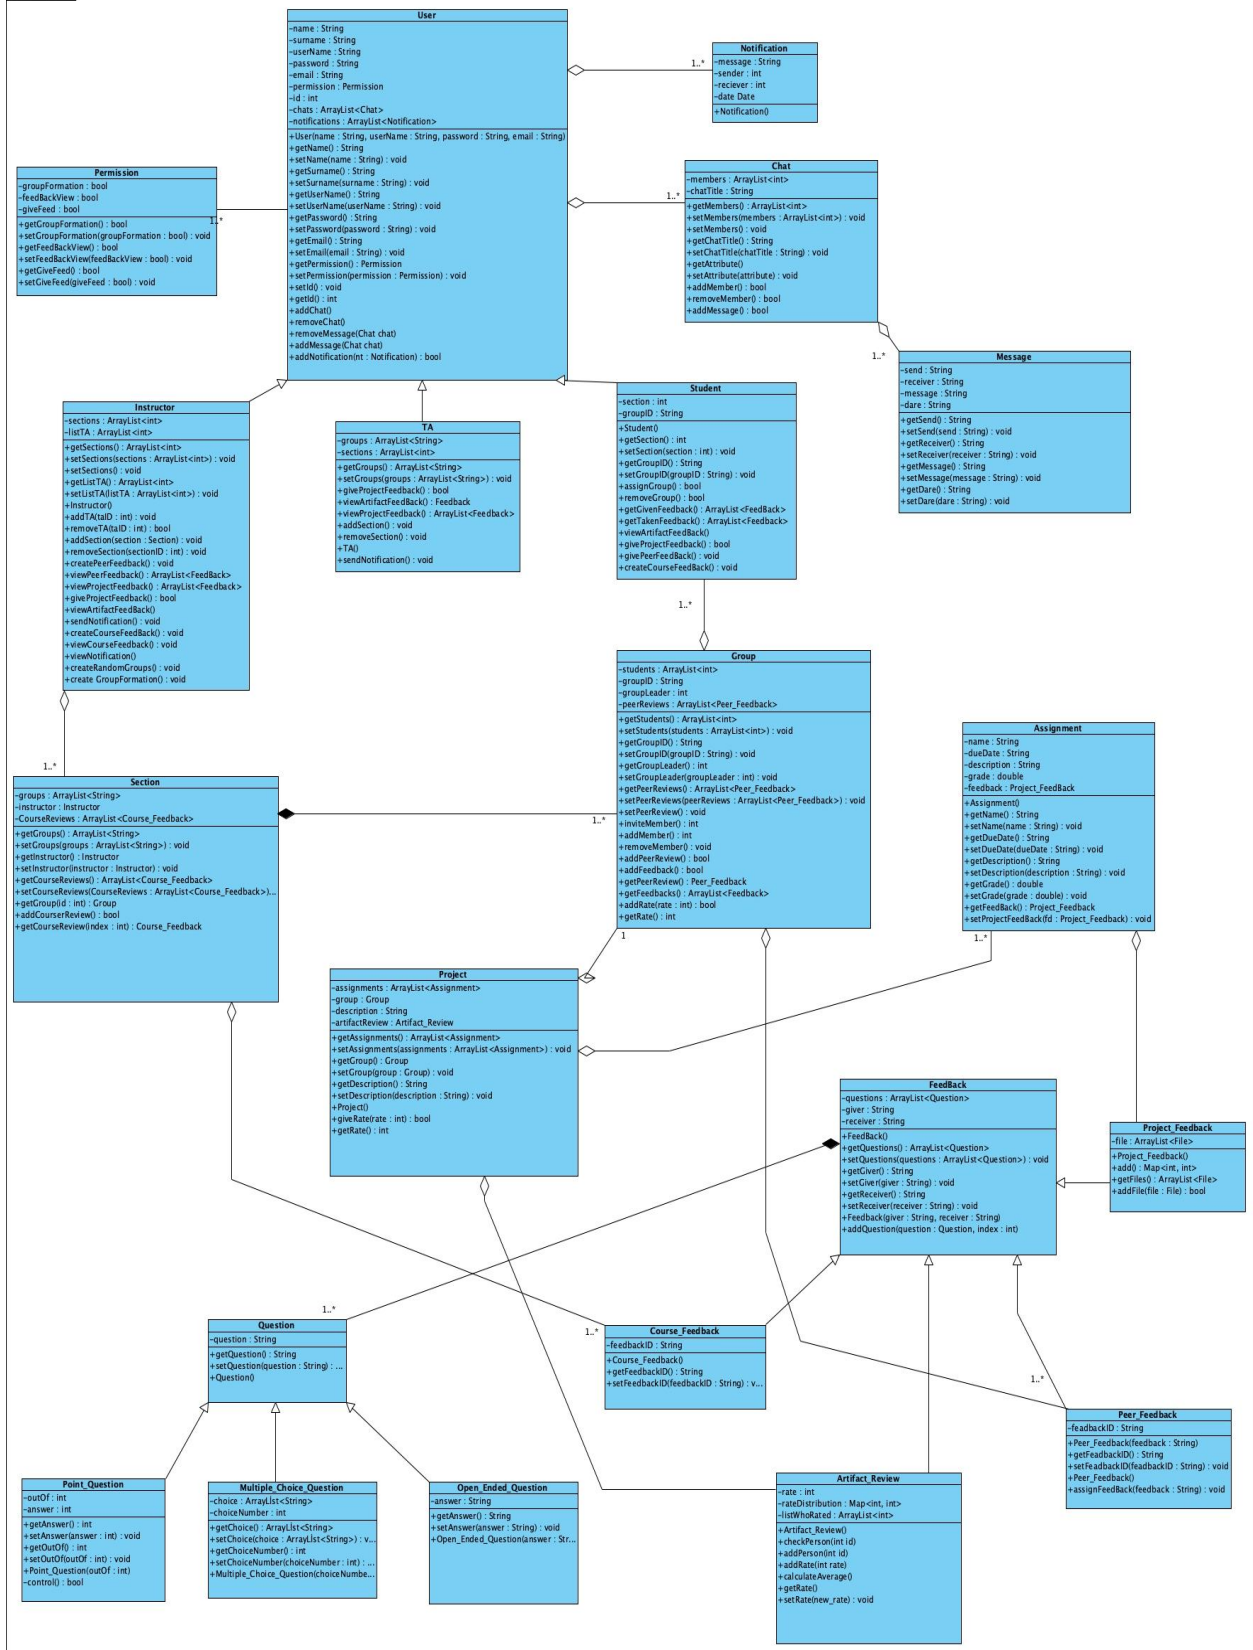 User
-name : String
-surname : String
-userName : String
-password : String
-email : String
-permission : Permission
-id : int
-chats : ArrayList<Chat>
-notifications : ArrayList<Notification>
+User(name : String, userName : String, password : String, email : String)
+getName() : String
+setName(name : String) : void
+getSurname() : String
+setSurname(surname : String) : void
+getUserName() : String
+setUserName(userName : String) : void
+getPassword() : String
+setPassword(password : String) : void
+getEmail() : String
+setEmail(email : String) : void
+getPermission() : Permission
+setPermission(permission : Permission) : void
+setId() : void
+getId() : int
+addChat()
+removeChat()
+removeMessage(Chat chat)
+addMessage(Chat chat)
+addNotification(nt : Notification) : bool
1..*
Notification
-message : String
-sender : int
-reciever : int
-date Date
+Notification()
Permission
-groupFormation : bool
-feedBackView : bool
-giveFeed : bool
+getGroupFormation() : bool
+setGroupFormation(groupFormation : bool) : void
+getFeedBackView() : bool
+setFeedBackView(feedBackView : bool) : void
+getGiveFeed() : bool
+setGiveFeed(giveFeed : bool) : void
1..*
1..*
Chat
-members : ArrayList<int>
-chatTitle : String
+getMembers() : ArrayList<int>
+setMembers(members : ArrayList<int>) : void
+setMembers() : void
+getChatTitle() : String
+setChatTitle(chatTitle : String) : void
+getAttribute()
+setAttribute(attribute) : void
+addMember() : bool
+removeMember() : bool
+addMessage() : bool
1..*
Message
-send : String
-receiver : String
-message : String
-dare : String
+getSend() : String
+setSend(send : String) : void
+getReceiver() : String
+setReceiver(receiver : String) : void
+getMessage() : String
+setMessage(message : String) : void
+getDare() : String
+setDare(dare : String) : void
Instructor
-sections : ArrayList<int>
-listTA : ArrayList<int>
+getSections() : ArrayList<int>
+setSections(sections : ArrayList<int>) : void
+setSections() : void
+getListTA() : ArrayList<int>
+setListTA(listTA : ArrayList<int>) : void
+Instructor()
+addTA(taID : int) : void
+removeTA(taID : int) : bool
+addSection(section : Section) : void
+removeSection(sectionID : int) : void
+createPeerFeedback() : void
+viewPeerFeedback() : ArrayList<FeedBack>
+viewProjectFeedback() : ArrayList<Feedback>
+giveProjectFeedback() : bool
+viewArtifactFeedBack()
+sendNotification() : void
+createCourseFeedBack() : void
+viewCourseFeedback() : void
+viewNotification()
+createRandomGroups() : void
+create GroupFormation() : void
1..*
TA
-groups : ArrayList<String>
-sections : ArrayList<int>
+getGroups() : ArrayList<String>
+setGroups(groups : ArrayList<String>) : void
+giveProjectFeedback() : bool
+viewArtifactFeedBack() : Feedback
+viewProjectFeedback() : ArrayList<Feedback>
+addSection() : void
+removeSection() : void
+TA()
+sendNotification() : void
Student
-section : int
-groupID : String
+Student()
+getSection() : int
+setSection(section : int) : void
+getGroupID() : String
+setGroupID(groupID : String) : void
+assignGroup() : bool
+removeGroup() : bool
+getGivenFeedback() : ArrayList<FeedBack>
+getTakenFeedback() : ArrayList<Feedback>
+viewArtifactFeedBack()
+giveProjectFeedback() : bool
+givePeerFeedBack() : void
+createCourseFeedBack() : void
1..*
Group
-students : ArrayList<int>
-groupID : String
-groupLeader : int
-peerReviews : ArrayList<Peer_Feedback>
+getStudents() : ArrayList<int>
+setStudents(students : ArrayList<int>) : void
+getGroupID() : String
+setGroupID(groupID : String) : void
+getGroupLeader() : int
+setGroupLeader(groupLeader : int) : void
+getPeerReviews() : ArrayList<Peer_Feedback>
+setPeerReviews(peerReviews : ArrayList<Peer_Feedback>) : void
+setPeerReview() : void
+inviteMember() : int
+addMember() : int
+removeMember() : void
+addPeerReview() : bool
+addFeedback() : bool
+getPeerReview() : Peer_Feedback
+getFeedbacks() : ArrayList<Feedback>
+addRate(rate : int) : bool
+getRate() : int
1..*
1
Assignment
-name : String
-dueDate : String
-description : String
-grade : double
-feedback : Project_FeedBack
+Assignment()
+getName() : String
+setName(name : String) : void
+getDueDate() : String
+setDueDate(dueDate : String) : void
+getDescription() : String
+setDescription(description : String) : void
+getGrade() : double
+setGrade(grade : double) : void
+getFeedBack() : Project_Feedback
+setProjectFeedBack(fd : Project_Feedback) : void
1..*
Section
-groups : ArrayList<String>
-instructor : Instructor
-CourseReviews : ArrayList<Course_Feedback>
+getGroups() : ArrayList<String>
+setGroups(groups : ArrayList<String>) : void
+getInstructor() : Instructor
+setInstructor(instructor : Instructor) : void
+getCourseReviews() : ArrayList<Course_Feedback>
+setCourseReviews(CourseReviews : ArrayList<Course_Feedback>)...
+getGroup(id : int) : Group
+addCourserReview() : bool
+getCourseReview(index : int) : Course_Feedback
Project
-assignments : ArrayList<Assignment>
-group : Group
-description : String
-artifactReview : Artifact_Review
+getAssignments() : ArrayList<Assignment>
+setAssignments(assignments : ArrayList<Assignment>) : void
+getGroup() : Group
+setGroup(group : Group) : void
+getDescription() : String
+setDescription(description : String) : void
+Project()
+giveRate(rate : int) : bool
+getRate() : int
FeedBack
-questions : ArrayList<Question>
-giver : String
-receiver : String
+FeedBack()
+getQuestions() : ArrayList<Question>
+setQuestions(questions : ArrayList<Question>) : void
+getGiver() : String
+setGiver(giver : String) : void
+getReceiver() : String
+setReceiver(receiver : String) : void
+Feedback(giver : String, receiver : String)
+addQuestion(question : Question, index : int)
Project_Feedback
-file : ArrayList<File>
+Project_Feedback()
+add() : Map<int, int>
+getFiles() : ArrayList<File>
+addFile(file : File) : bool
1..*
Question
-question : String
+getQuestion() : String
+setQuestion(question : String) : ...
+Question()
1..*
Course_Feedback
-feedbackID : String
+Course_Feedback()
+getFeedbackID() : String
+setFeedbackID(feedbackID : String) : v...
1..*
Peer_Feedback
-feadbackID : String
+Peer_Feedback(feedback : String)
+getFeadbackID() : String
+setFeadbackID(feadbackID : String) : void
+Peer_Feedback()
+assignFeedBack(feedback : String) : void
Point_Question
-outOf : int
-answer : int
+getAnswer() : int
+setAnswer(answer : int) : void
+getOutOf() : int
+setOutOf(outOf : int) : void
+Point_Question(outOf : int)
-control() : bool
Multiple_Choice_Question
-choice : ArrayLİst<String>
-choiceNumber : int
+getChoice() : ArrayLİst<String>
+setChoice(choice : ArrayLİst<String>) : v...
+getChoiceNumber() : int
+setChoiceNumber(choiceNumber : int) : ...
+Multiple_Choice_Question(choiceNumbe...
Open_Ended_Question
-answer : String
+getAnswer() : String
+setAnswer(answer : String) : void
+Open_Ended_Question(answer : Str...
Artifact_Review
-rate : int
-rateDistribution : Map<int, int>
-listWhoRated : ArrayList<int>
+Artifact_Review()
+checkPerson(int id)
+addPerson(int id)
+addRate(int rate)
+calculateAverage()
+getRate()
+setRate(new_rate) : void